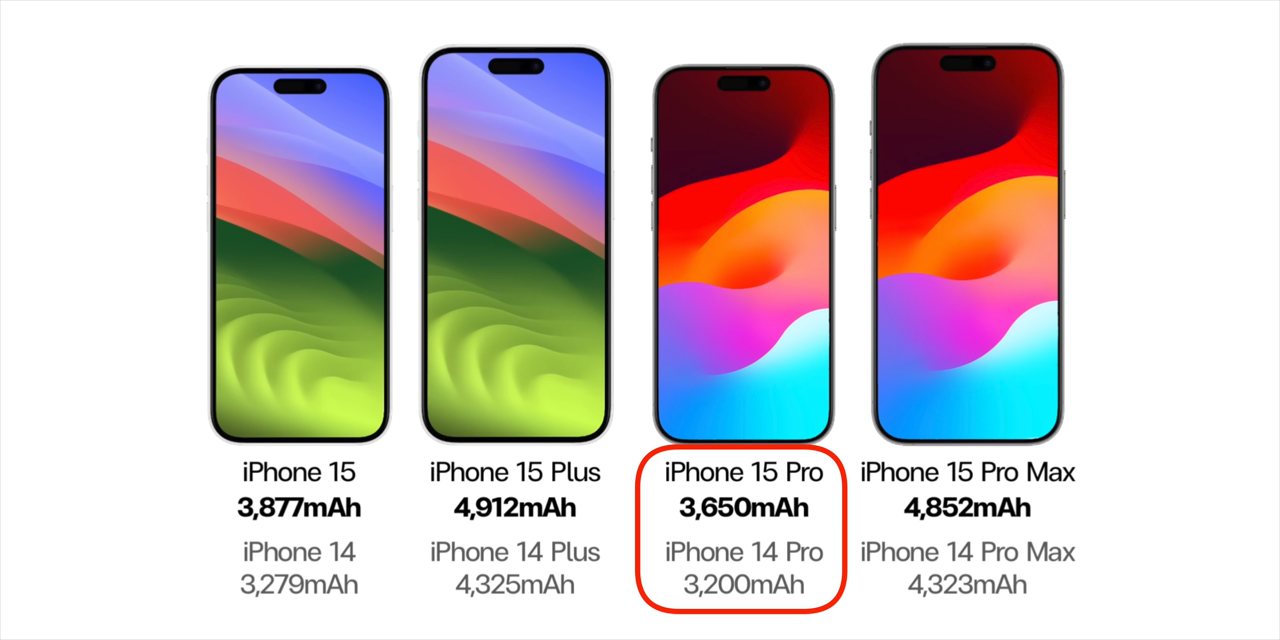 iPhone 15
3,877mAh
iPhone 14
3,279mAh
iPhone 15 Plus
4,912mAh
iPhone 14 Plus
4,325mAh
iPhone 15 Pro
3,650mAh
iPhone 14 Pro
3,200mAh
iPhone 15 Pro Max
4,852mAh
iPhone 14 Pro Max
4,323mAh